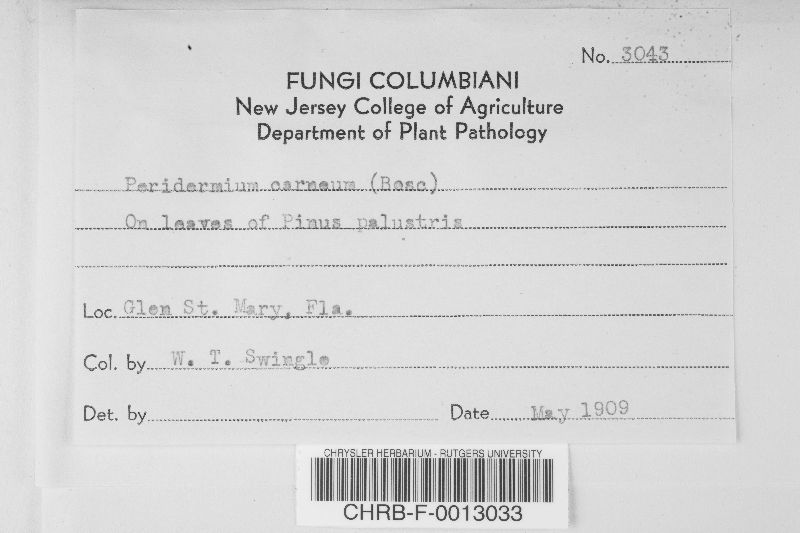 No. 3043
FUNGI COLUMBIANI
New Jersey College of Agriculture
Department of Plant Pathology
Peridermium carneum (Bosc)
On leaves of Pinus palustris
Loc. Glen St. Mary, Fla.
Col. by W. T. Swingle
Det. by
Date May 1909
CHRYSLER HERBARIUM - RUTGERS UNIVERSITY
CHRB-F-0013033